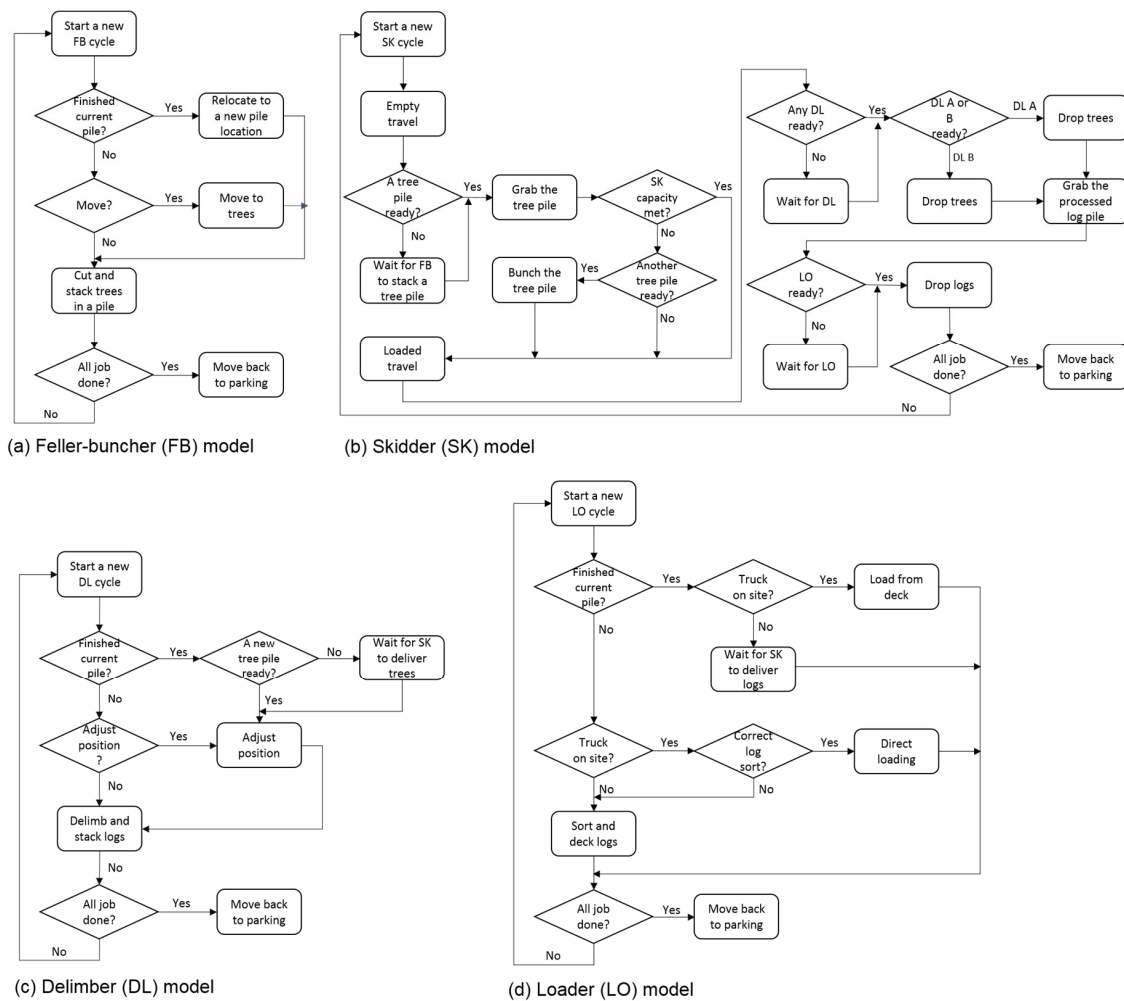 Start a new
FB cycle
Finished
current
pile?
Yes
Relocate to
a new pile
location
No
Move?
Yes
Move to
trees
No
Cut and
stack trees
in a pile
All job
done?
Yes
Move back
to parking
No
(a) Feller-buncher (FB) model
Start a new
SK cycle
Empty
travel
A tree
pile
ready?
Yes
Grab the
tree pile
SK
capacity
met?
Yes
No
Wait for FB
to stack a
tree pile
No
Another
tree pile
ready?
Yes
Bunch the
tree pile
No
Loaded
travel
Any DL
ready?
Yes
DL A or
B
ready?
DL A
Drop trees
No
DL B
Wait for DL
Drop trees
Grab the
processed
log pile
LO
ready?
Yes
Drop logs
No
Wait for LO
All job
done?
Yes
Move back
to parking
No
(b) Skidder (SK) model
Start a new
DL cycle
Finished
current
pile?
Yes
A new
tree pile
ready?
No
Wait for SK
to deliver
trees
No
Yes
Adjust
position
?
Yes
Adjust
position
No
Delimb and
stack logs
No
All job
done?
Yes
Move back
to parking
No
(c) Delimber (DL) model
Start a new
LO cycle
Finished
current
pile?
Yes
Truck
on site?
Yes
Load from
deck
No
No
Wait for SK
to deliver
logs
Truck
on site?
Yes
Correct
log
sort?
Yes
Direct
loading
No
No
Sort and
deck logs
All job
done?
Yes
Move back
to parking
No
(d) Loader (LO) model